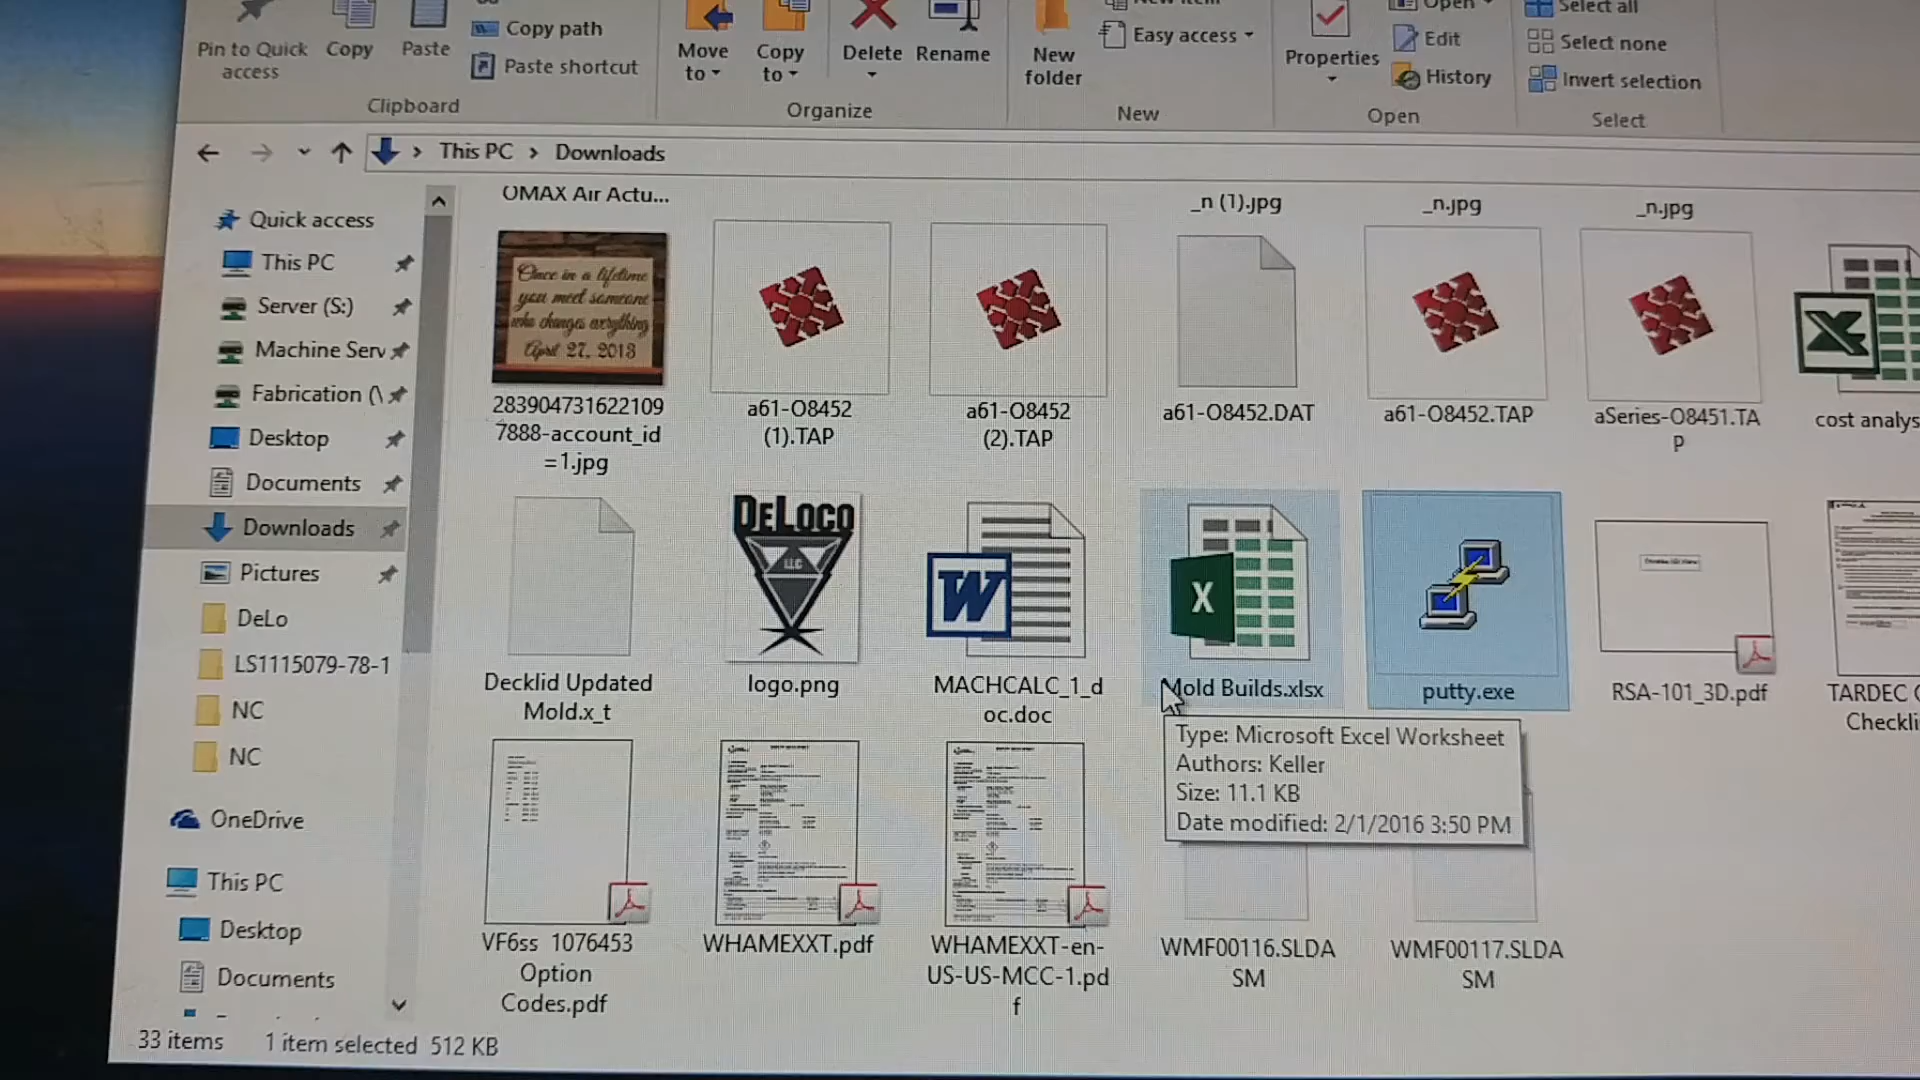 Pin to Quick
access
Copy
Paste
Copy path
Paste shortcut
Clipboard
Move
to
Copy
to
Delete
Rename
Organize
New
folder
Easy access
New
Properties
Open
Edit
History
Open
Select all
Select none
Invert selection
Select
This PC > Downloads
Quick access
This PC
Server (S:)
Machine Serv
Fabrication (\
Desktop
Documents
Downloads
Pictures
DeLo
LS1115079-78-1
NC
NC
OneDrive
This PC
Desktop
Documents
OMAX Air Actu...
_n (1).jpg
_n.jpg
_n.jpg
Once in a lifetime
you meet someone
who changes everything
April 27, 2013
283904731622109
7888-account_id
=1.jpg
a61-O8452
(1).TAP
a61-O8452
(2).TAP
a61-O8452.DAT
a61-O8452.TAP
aSeries-O8451.TA
P
cost analys
Decklid Updated
Mold.x_t
DeLoco
LLC
logo.png
W
MACHCALC_1_d
oc.doc
X
Mold Builds.xlsx
putty.exe
RSA-101_3D.pdf
TARDEC
Checkli
Type: Microsoft Excel Worksheet
Authors: Keller
Size: 11.1 KB
Date modified: 2/1/2016 3:50 PM
VF6ss 1076453
Option
Codes.pdf
WHAMEXXT.pdf
WHAMEXXT-en-
US-US-MCC-1.pd
f
WMF00116.SLDA
SM
WMF00117.SLDA
SM
33 items
1 item selected 512 KB